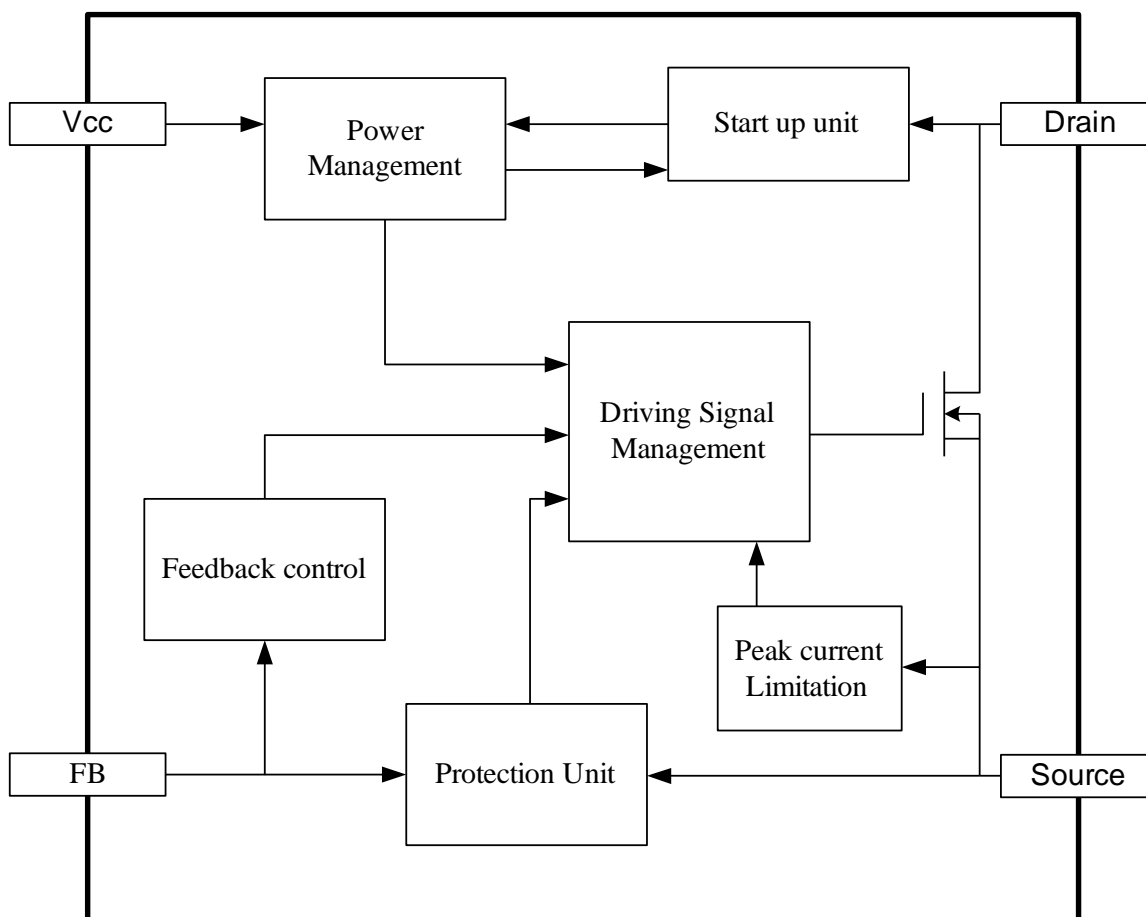 Vcc
Power
Management
Start up unit
Drain
Driving Signal
Management
Feedback control
Peak current
Limitation
FB
Protection Unit
Source